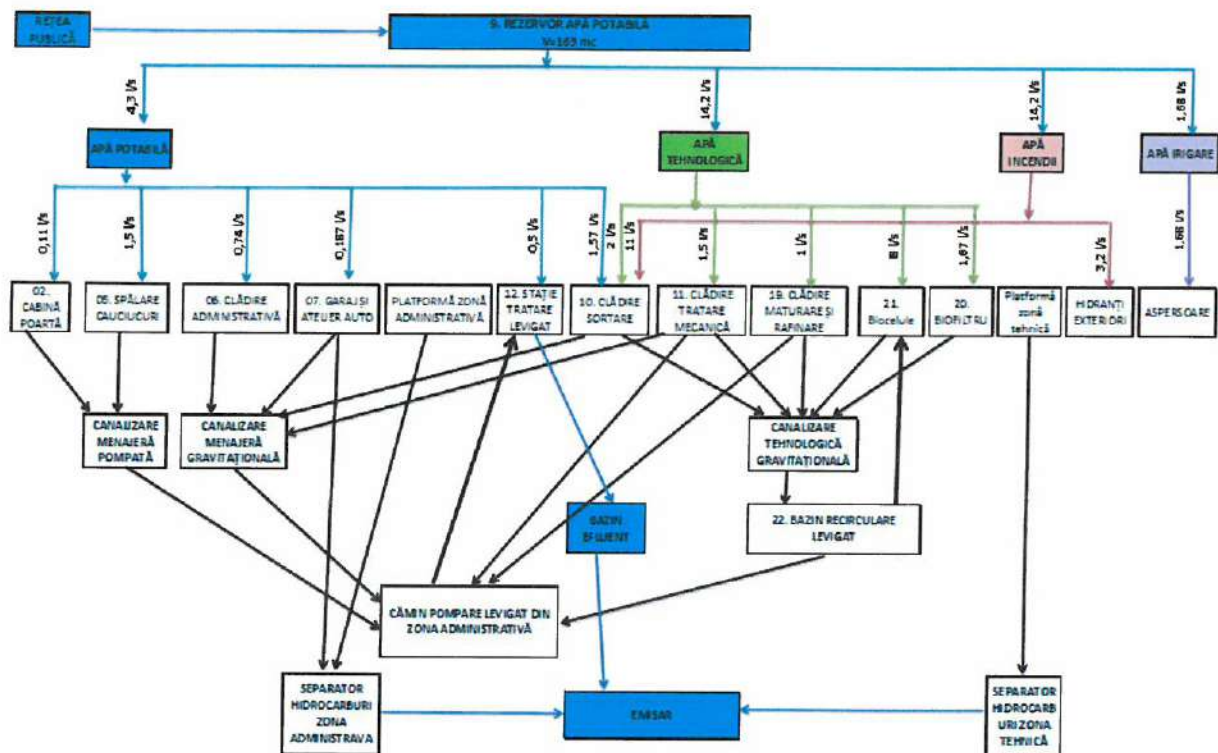 REȚEA
PUBLICĂ
9. REZERVOR APĂ POTABILĂ
V=163 mc
4,3 l/s
14,2 l/s
14,2 l/s
1,68 l/s
APĂ POTABILĂ
APĂ
TEHNOLOGICĂ
APĂ
INCENDII
APĂ IRIGARE
0,11 l/s
1,5 l/s
0,74 l/s
0,187 l/s
0,5 l/s
1,57 l/s
2 l/s
11 l/s
1,5 l/s
1 l/s
8 l/s
1,67 l/s
3,2 l/s
1,68 l/s
02.
CABINĂ
POARTĂ
05. SPĂLARE
CAUCIUCURI
06. CLĂDIRE
ADMINISTRATIVĂ
07. GARAJ ȘI
ATELIER AUTO
PLATFORMĂ ZONĂ
ADMINISTRATIVĂ
12. STAȚIE
TRATARE
LEVIGAT
10. CLĂDIRE
SORTARE
11. CLĂDIRE
TRATARE
MECANICĂ
19. CLĂDIRE
MATURARE ȘI
RAFINARE
21.
Biocelule
20.
BIOFILTRU
Platformă
zonă
tehnică
HIDRANȚI
EXTERIORI
ASPERSOARE
CANALIZARE
MENAJERĂ
POMPATĂ
CANALIZARE
MENAJERĂ
GRAVITAȚIONALĂ
CANALIZARE
TEHNOLOGICĂ
GRAVITAȚIONALĂ
BAZIN
EFLUENT
22. BAZIN RECIRCULARE
LEVIGAT
CĂMIN POMPARE LEVIGAT DIN
ZONA ADMINISTRATIVĂ
SEPARATOR
HIDROCARBURI
ZONA
ADMINISTRAVA
EMISAR
SEPARATOR
HIDROCARB
URI ZONA
TEHNICĂ